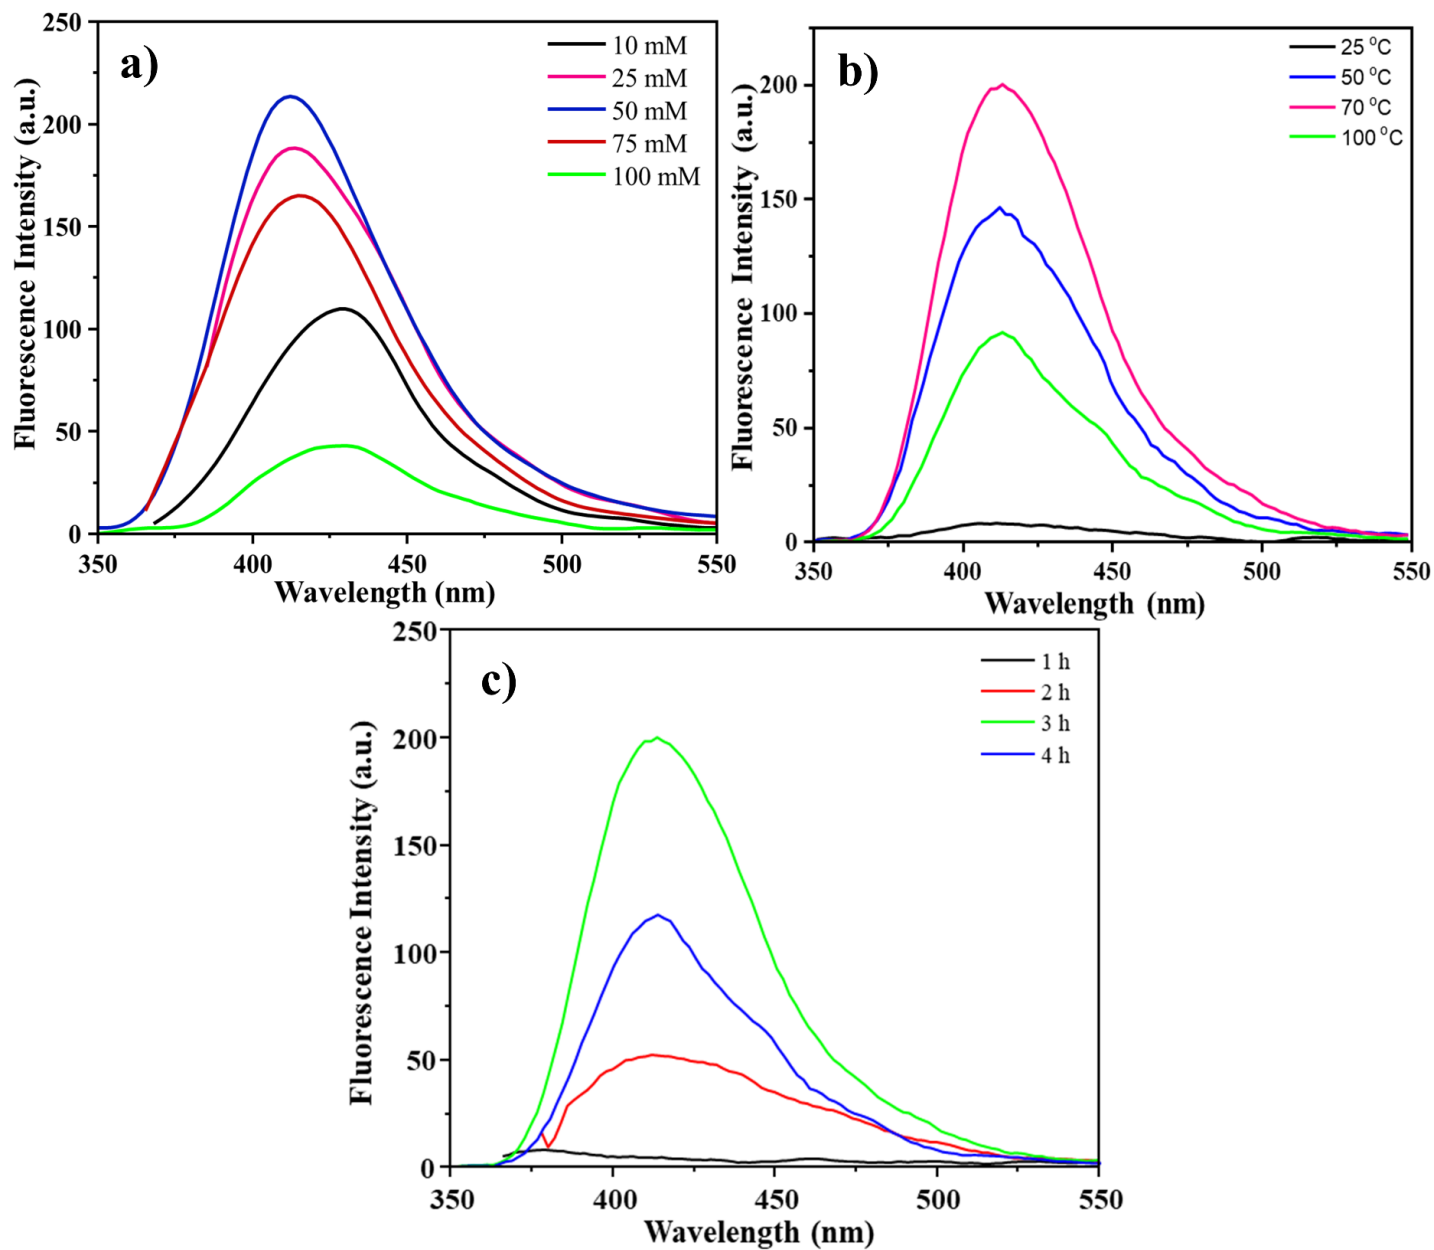 a)
10 mM
25 mM
50 mM
75 mM
100 mM
Fluorescence Intensity (a.u.)
250
200
150
100
50
0
350 400 450 500 550
Wavelength (nm)
b)
25 °C
50 °C
70 °C
100 °C
Fluorescence Intensity (a.u.)
200
150
100
50
0
350 400 450 500 550
Wavelength (nm)
c)
1 h
2 h
3 h
4 h
Fluorescence Intensity (a.u.)
250
200
150
100
50
0
350 400 450 500 550
Wavelength (nm)